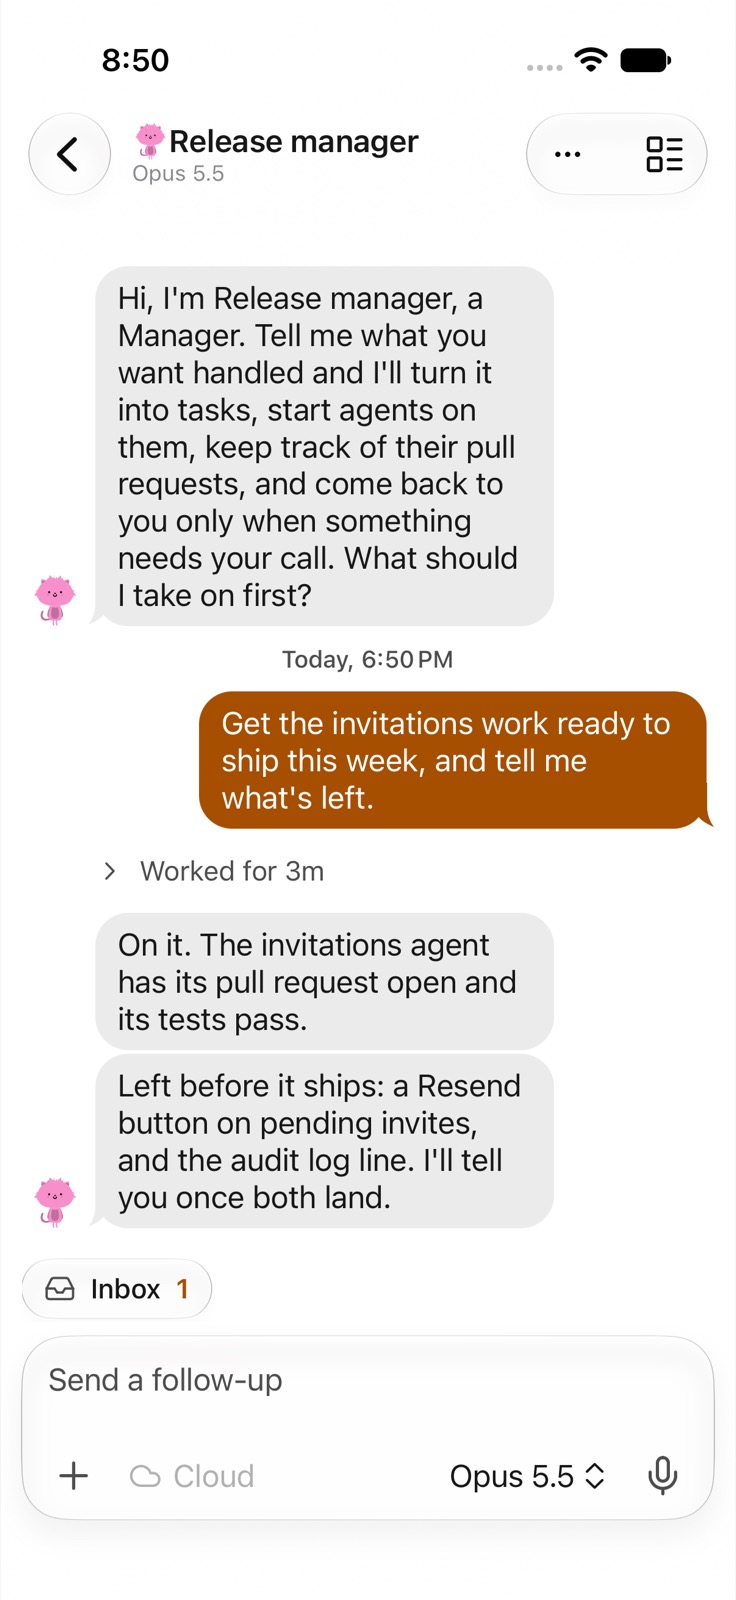 8:50
Release manager
Opus 5.5
Hi, I'm Release manager, a
Manager. Tell me what you
want handled and I'll turn it
into tasks, start agents on
them, keep track of their pull
requests, and come back to
you only when something
needs your call. What should
I take on first?
Today, 6:50 PM
Get the invitations work ready to
ship this week, and tell me
what's left.
Worked for 3m
On it. The invitations agent
has its pull request open and
its tests pass.
Left before it ships: a Resend
button on pending invites,
and the audit log line. I'll tell
you once both land.
Inbox 1
Send a follow-up
Cloud
Opus 5.5